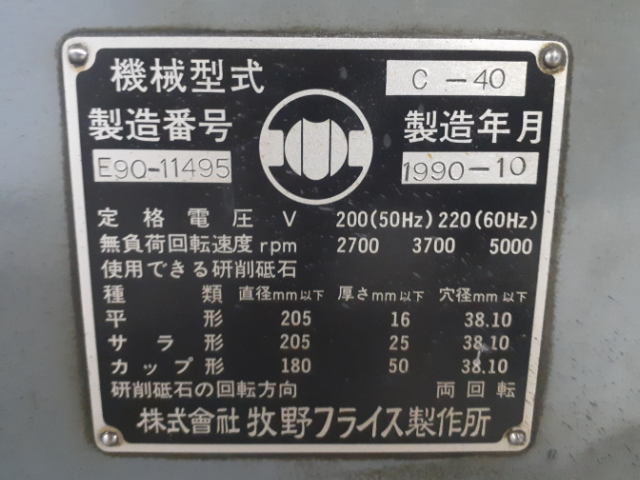 機械型式 C-40
製造番号 製造年月
E90-11495 1990-10
定格電圧 V 200(50Hz) 220(60Hz)
無負荷回転速度 rpm 2700 3700 5000
使用できる研削砥石
種類 直径mm以下 厚さmm以下 穴径mm以下
平形 205 16 38.10
サラ形 205 25 38.10
カップ形 180 50 38.10
研削砥石の回転方向 両回転
株式會社 牧野フライス製作所